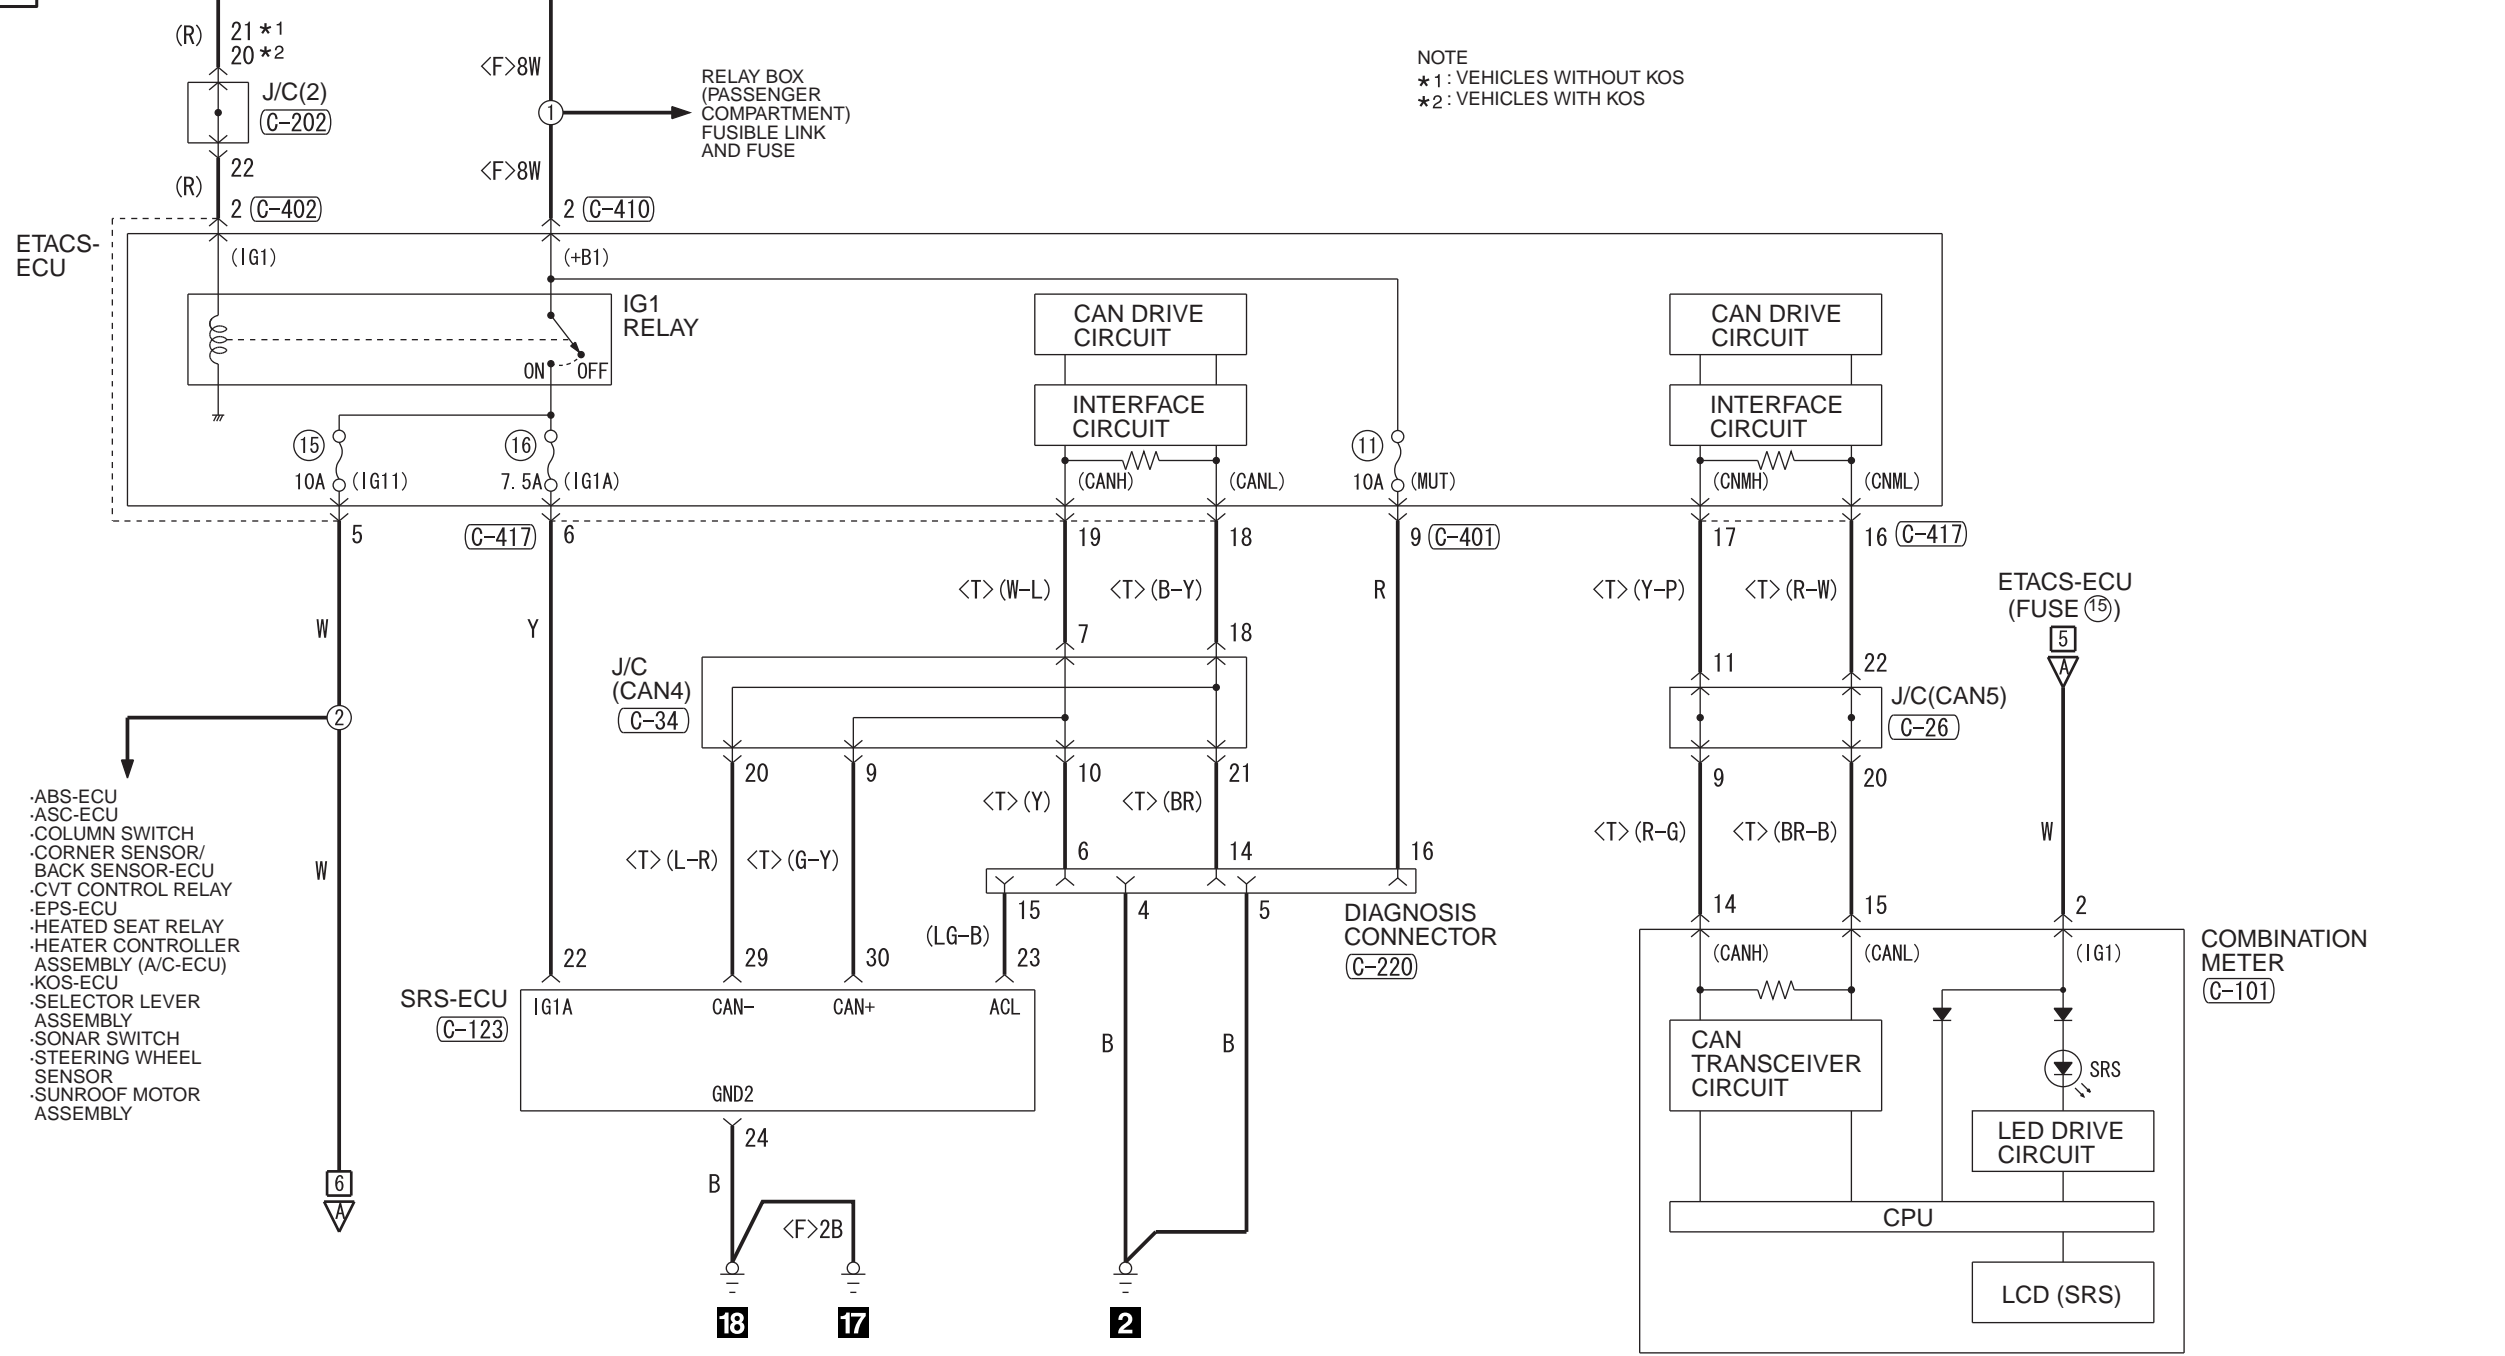 (R) 21 *1
20 *2
J/C(2)
C-202
22
(R)
2 C-402
<F>8W
1
RELAY BOX
(PASSENGER
COMPARTMENT)
FUSIBLE LINK
AND FUSE
<F>8W
2 C-410
NOTE
*1 : VEHICLES WITHOUT KOS
*2 : VEHICLES WITH KOS
ETACS-
ECU
(IG1)
(+B1)
IG1
RELAY
ON OFF
15
10A (IG11)
16
7.5A (IG1A)
CAN DRIVE
CIRCUIT
INTERFACE
CIRCUIT
(CANH) (CANL)
11
10A (MUT)
CAN DRIVE
CIRCUIT
INTERFACE
CIRCUIT
(CNMH) (CNML)
5
C-417 6
19 18
9 C-401
17 16 C-417
W
Y
<T>(W-L) <T>(B-Y)
R
<T>(Y-P) <T>(R-W)
ETACS-ECU
(FUSE 15)
5
A
7 18
J/C
(CAN4)
C-34
11 22
J/C(CAN5)
C-26
2
20 9 10 21
9 20
<T>(Y) <T>(BR)
<T>(L-R) <T>(G-Y)
<T>(R-G) <T>(BR-B)
W
·ABS-ECU
·ASC-ECU
·COLUMN SWITCH
·CORNER SENSOR/
BACK SENSOR-ECU
·CVT CONTROL RELAY
·EPS-ECU
·HEATED SEAT RELAY
·HEATER CONTROLLER
ASSEMBLY (A/C-ECU)
·KOS-ECU
·SELECTOR LEVER
ASSEMBLY
·SONAR SWITCH
·STEERING WHEEL
SENSOR
·SUNROOF MOTOR
ASSEMBLY
W
6
A
6 14 16
15 4 5
DIAGNOSIS
CONNECTOR
C-220
(LG-B)
22 29 30 23
SRS-ECU
C-123
IG1A CAN- CAN+ ACL
GND2
24
B
<F>2B
B B
18 17 2
14 15 2
COMBINATION
METER
C-101
(CANH) (CANL) (IG1)
CAN
TRANSCEIVER
CIRCUIT
SRS
LED DRIVE
CIRCUIT
CPU
LCD (SRS)